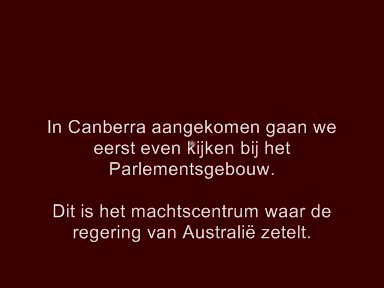 In Canberra aangekomen gaan we
eerst even kijken bij het
Parlementsgebouw.
Dit is het machtscentrum waar de
regering van Australië zetelt.